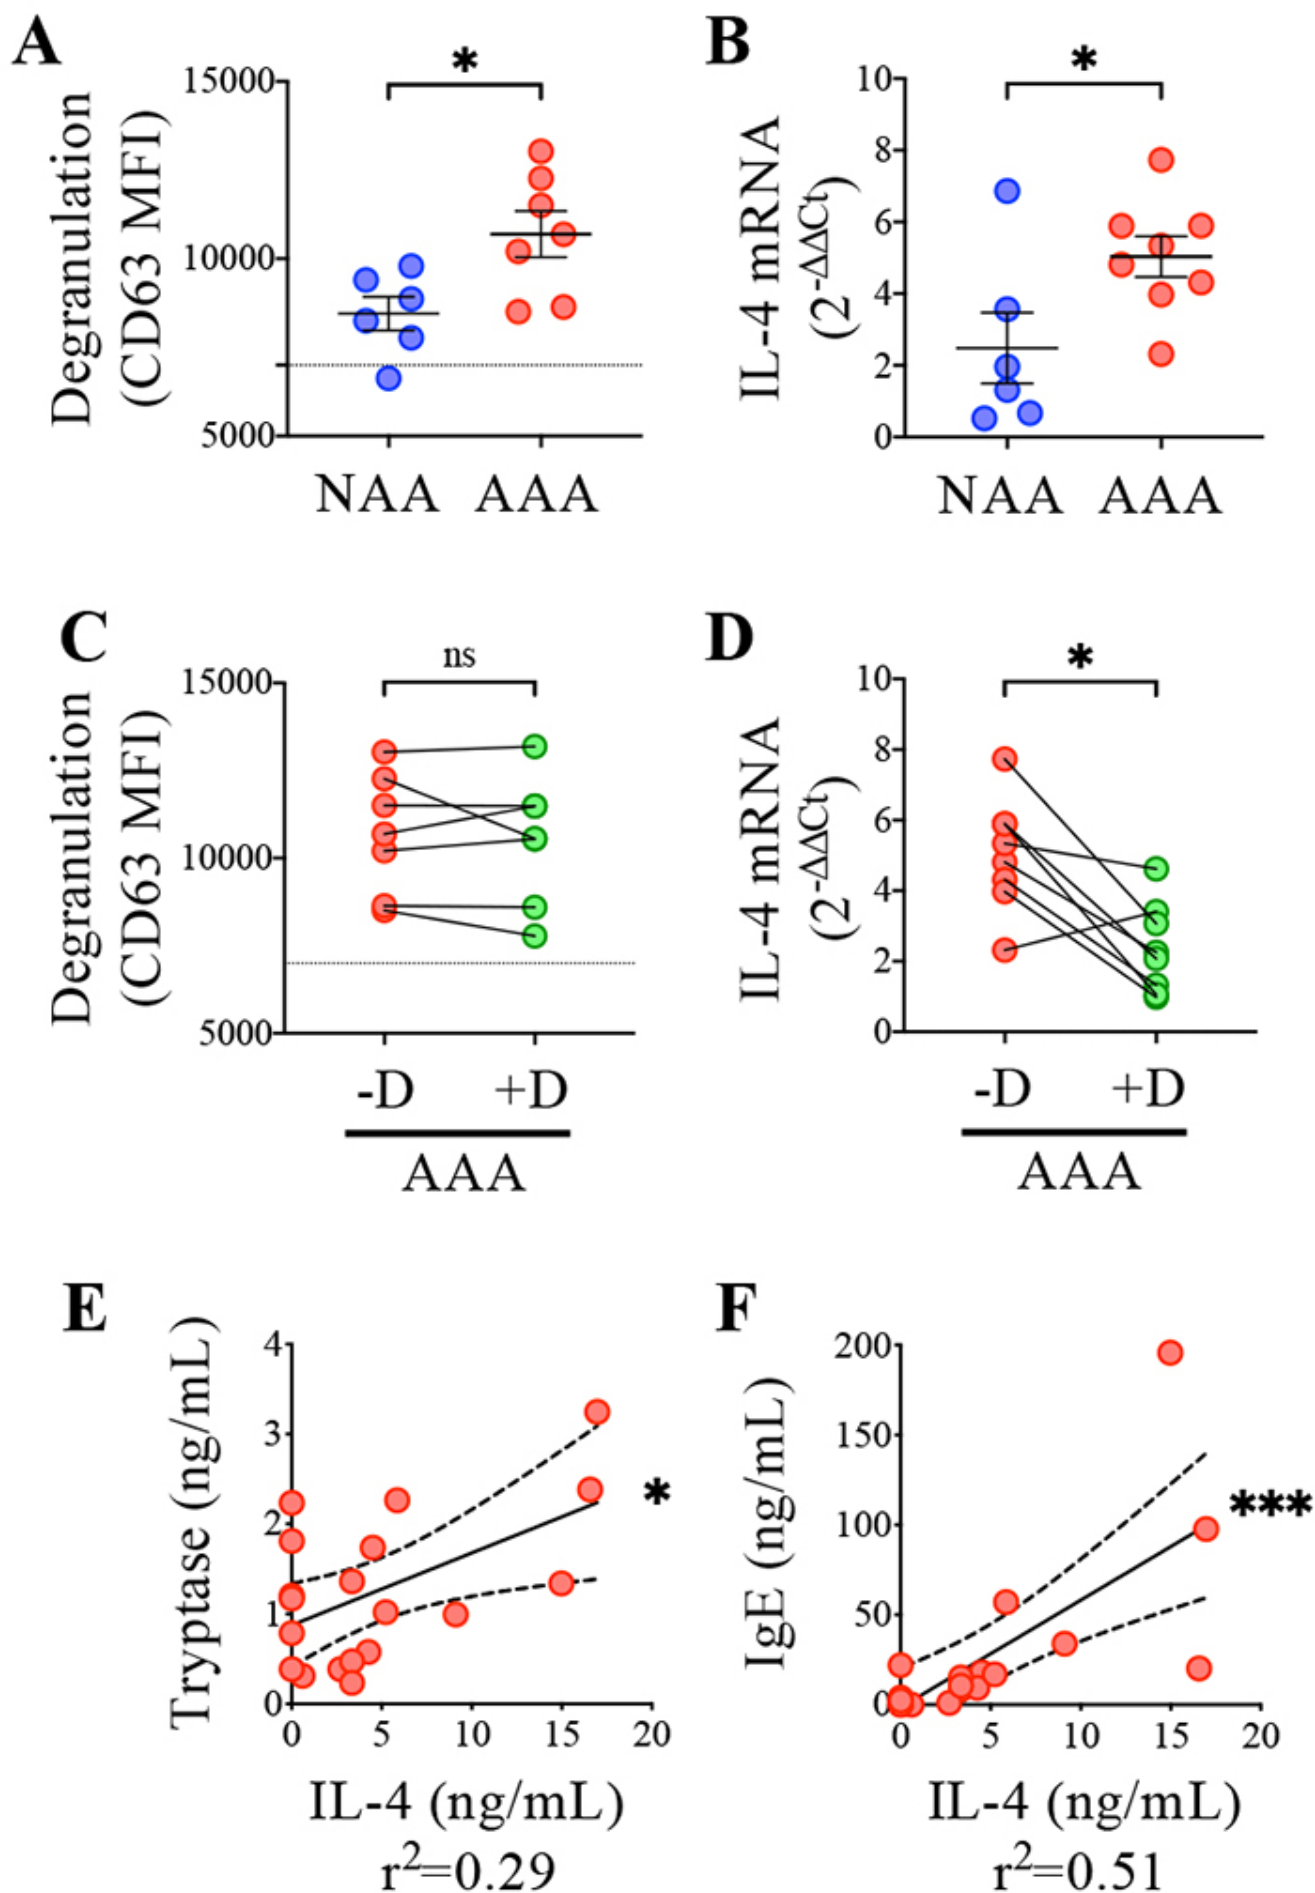 A
Degranulation
(CD63 MFI)
15000
10000
5000
*
NAA AAA
B
IL-4 mRNA
(2^-ΔΔCt)
10
8
6
4
2
0
*
NAA AAA
C
Degranulation
(CD63 MFI)
15000
10000
5000
ns
-D +D
AAA
D
IL-4 mRNA
(2^-ΔΔCt)
10
8
6
4
2
0
*
-D +D
AAA
E
Tryptase (ng/mL)
4
3
2
1
0
*
0 5 10 15 20
IL-4 (ng/mL)
r²=0.29
F
IgE (ng/mL)
200
150
100
50
0
***
0 5 10 15 20
IL-4 (ng/mL)
r²=0.51